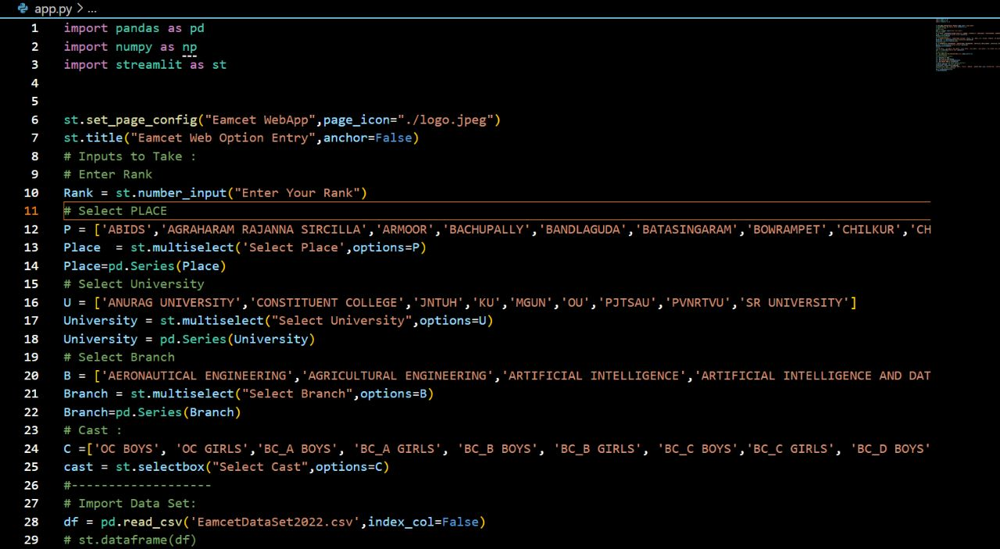 app.py > ...
1 import pandas as pd
2 import numpy as np
3 import streamlit as st
4
5
6 st.set_page_config("Eamcet WebApp",page_icon="./logo.jpeg")
7 st.title("Eamcet Web Option Entry",anchor=False)
8 # Inputs to Take :
9 # Enter Rank
10 Rank = st.number_input("Enter Your Rank")
11 # Select PLACE
12 P = ['ABIDS','AGRAHARAM RAJANNA SIRCILLA','ARMOOR','BACHUPALLY','BANDLAGUDA','BATASINGARAM','BOWRAMPET','CHILKUR','CH
13 Place  = st.multiselect('Select Place',options=P)
14 Place=pd.Series(Place)
15 # Select University
16 U = ['ANURAG UNIVERSITY','CONSTITUENT COLLEGE','JNTUH','KU','MGUN','OU','PJTSAU','PVNRTVU','SR UNIVERSITY']
17 University = st.multiselect("Select University",options=U)
18 University = pd.Series(University)
19 # Select Branch
20 B = ['AERONAUTICAL ENGINEERING','AGRICULTURAL ENGINEERING','ARTIFICIAL INTELLIGENCE','ARTIFICIAL INTELLIGENCE AND DAT
21 Branch = st.multiselect("Select Branch",options=B)
22 Branch=pd.Series(Branch)
23 # Cast :
24 C =['OC BOYS', 'OC GIRLS','BC_A BOYS', 'BC_A GIRLS', 'BC_B BOYS', 'BC_B GIRLS', 'BC_C BOYS','BC_C GIRLS', 'BC_D BOYS'
25 cast = st.selectbox("Select Cast",options=C)
26 #-------------------
27 # Import Data Set:
28 df = pd.read_csv('EamcetDataSet2022.csv',index_col=False)
29 # st.dataframe(df)